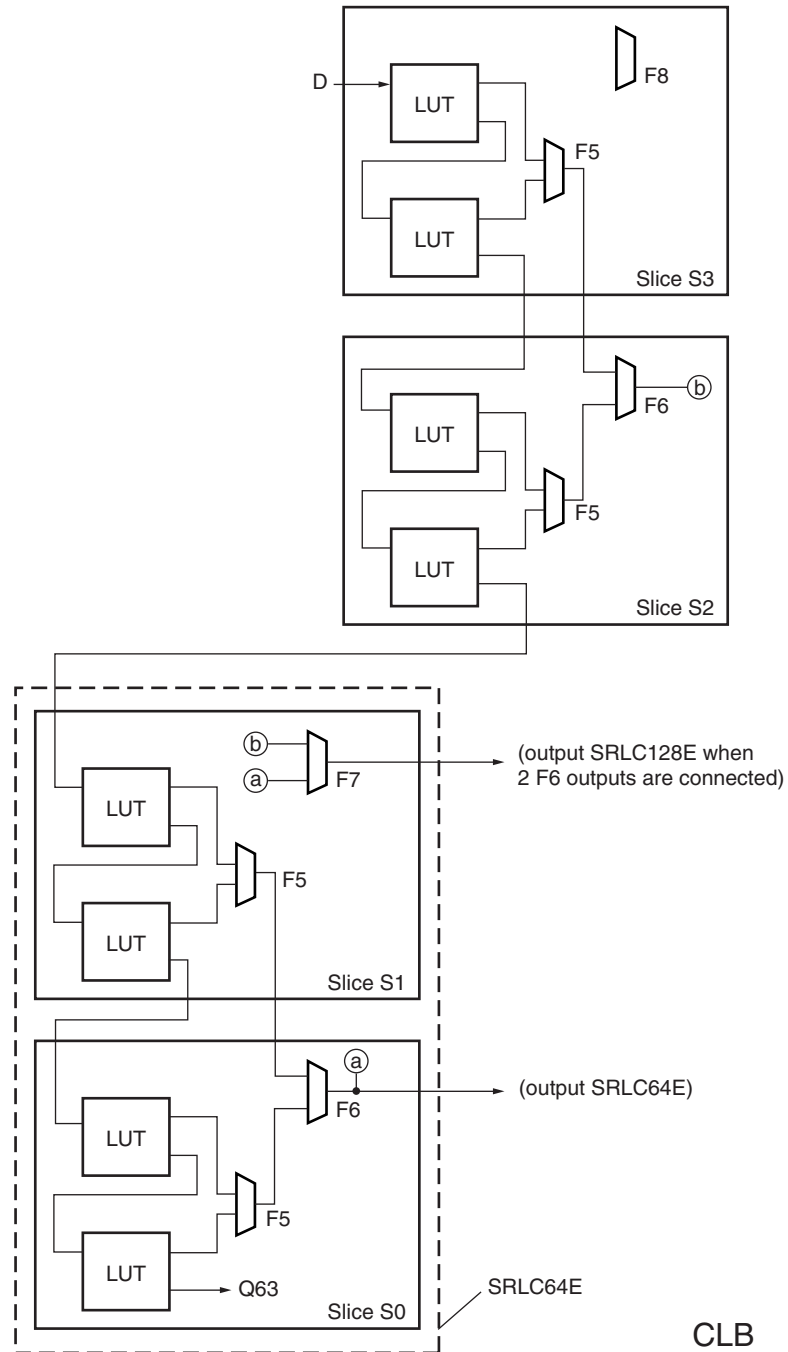 F8
D
LUT
F5
LUT
Slice S3
LUT
b
F6
F5
LUT
Slice S2
b
(output SRLC128E when
2 F6 outputs are connected)
a
F7
LUT
F5
LUT
Slice S1
a
(output SRLC64E)
F6
LUT
F5
LUT
Q63
SRLC64E
Slice S0
CLB